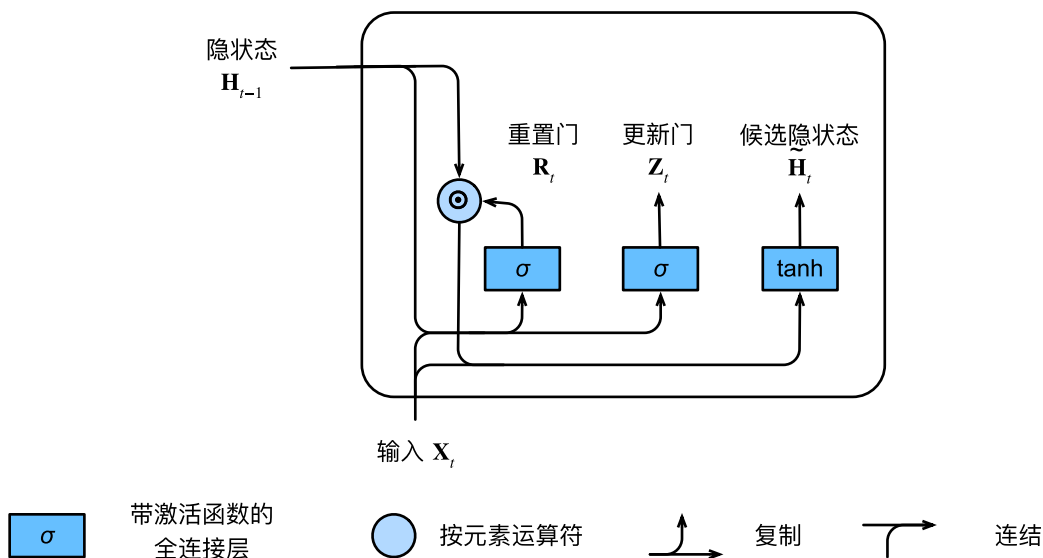 隐状态
H_{t−1}
重置门
R_t
更新门
Z_t
候选隐状态
H̃_t
σ
σ
tanh
输入 X_t
σ
带激活函数的
全连接层
按元素运算符
复制
连结